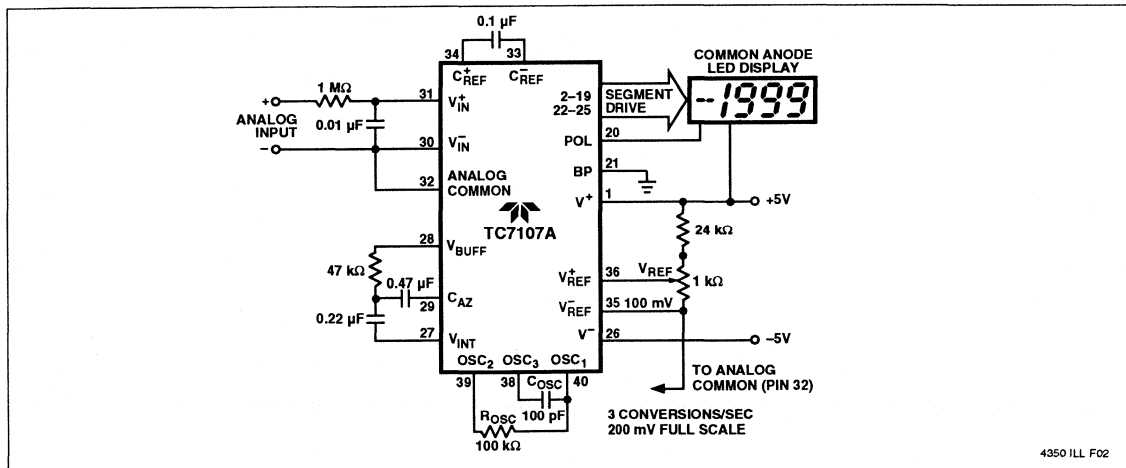 0.1 µF
34
33
C+REF
C−REF
COMMON ANODE
LED DISPLAY
1 MΩ
+
31
V+IN
2–19
22–25
SEGMENT
DRIVE
-1999
ANALOG
INPUT
0.01 µF
–
30
V−IN
POL
20
32
ANALOG
COMMON
BP
21
V+
1
+5V
TC7107A
24 kΩ
28
VBUFF
47 kΩ
0.47 µF
V+REF
36
VREF
1 kΩ
CAZ
29
V−REF
35
100 mV
0.22 µF
27
VINT
V−
26
–5V
OSC2
OSC3
OSC1
39
38
COSC
40
100 pF
ROSC
100 kΩ
TO ANALOG
COMMON (PIN 32)
3 CONVERSIONS/SEC
200 mV FULL SCALE
4350 ILL F02